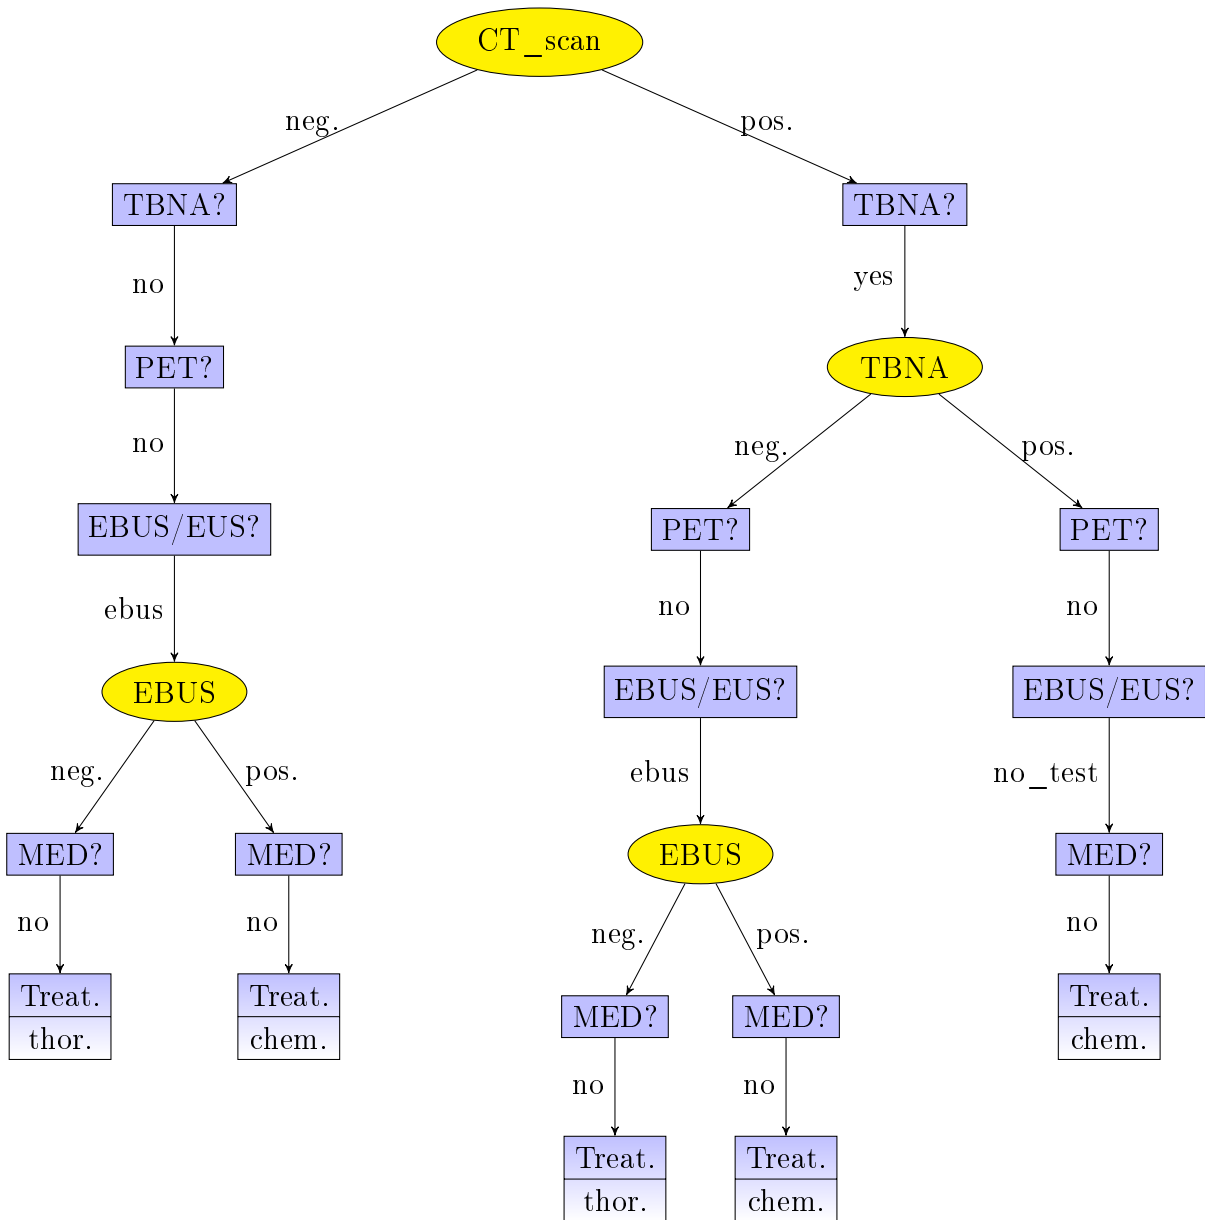 CT_scan
neg.
pos.
TBNA?
TBNA?
no
yes
PET?
TBNA
no
neg.
pos.
EBUS/EUS?
PET?
PET?
ebus
no
no
EBUS
EBUS/EUS?
EBUS/EUS?
neg.
pos.
ebus
no_test
MED?
MED?
EBUS
MED?
no
no
neg.
pos.
no
Treat.
thor.
Treat.
chem.
MED?
MED?
Treat.
chem.
no
no
Treat.
thor.
Treat.
chem.